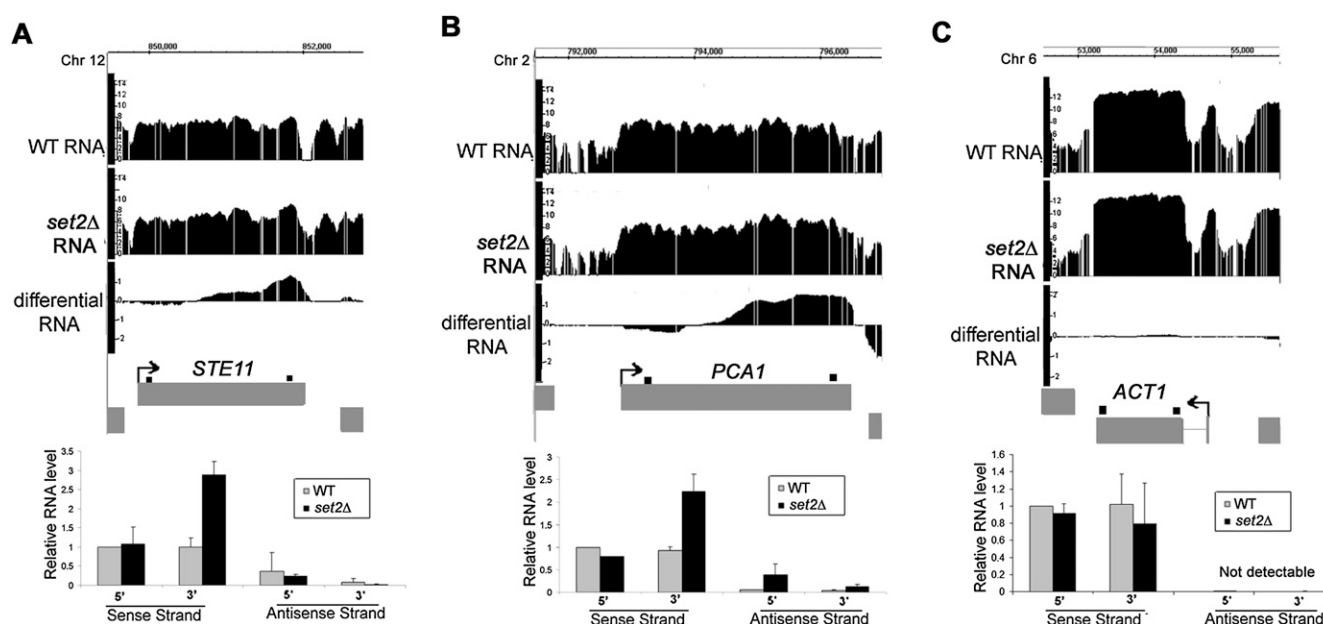 A
Chr 12
850,000 852,000
WT RNA
set2Δ
RNA
differential
RNA
STE11
Relative RNA level
3.5
3
2.5
2
1.5
1
0.5
0
WT
set2Δ
5' 3' 5' 3'
Sense Strand Antisense Strand
B
Chr 2
792,000 794,000 796,000
WT RNA
set2Δ
RNA
differential
RNA
PCA1
Relative RNA level
3
2.5
2
1.5
1
0.5
0
WT
set2Δ
5' 3' 5' 3'
Sense Strand Antisense Strand
C
Chr 6
53,000 54,000 55,000
WT RNA
set2Δ
RNA
differential
RNA
ACT1
Relative RNA level
1.6
1.4
1.2
1
0.8
0.6
0.4
0.2
0
WT
set2Δ
Not detectable
5' 3' 5' 3'
Sense Strand Antisense Strand